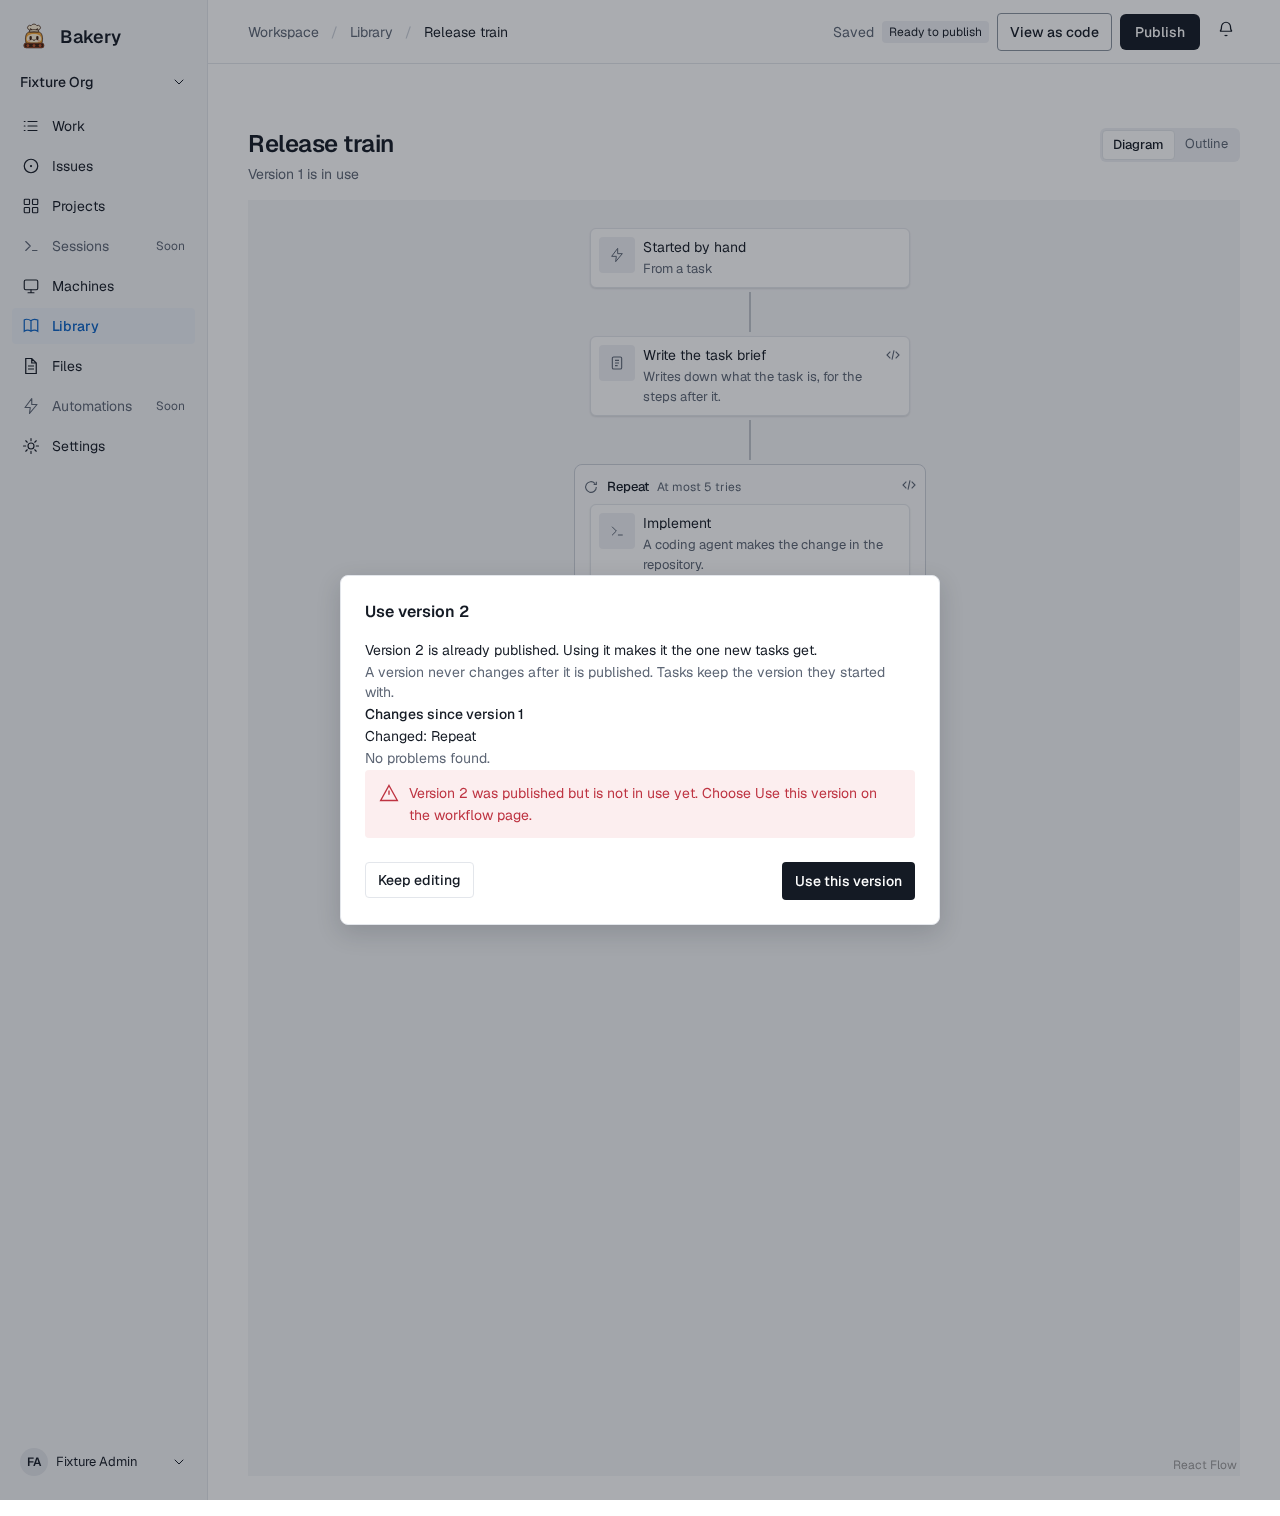 Bakery
Fixture Org
Work
Issues
Projects
Sessions Soon
Machines
Library
Files
Automations Soon
Settings
FA Fixture Admin
Workspace / Library / Release train
Saved Ready to publish View as code Publish
Release train
Version 1 is in use
Diagram Outline
Started by hand
From a task
Write the task brief
Writes down what the task is, for the
steps after it.
Repeat At most 5 tries
Implement
A coding agent makes the change in the
repository.
Use version 2
Version 2 is already published. Using it makes it the one new tasks get.
A version never changes after it is published. Tasks keep the version they started
with.
Changes since version 1
Changed: Repeat
No problems found.
Version 2 was published but is not in use yet. Choose Use this version on
the workflow page.
Keep editing Use this version
React Flow